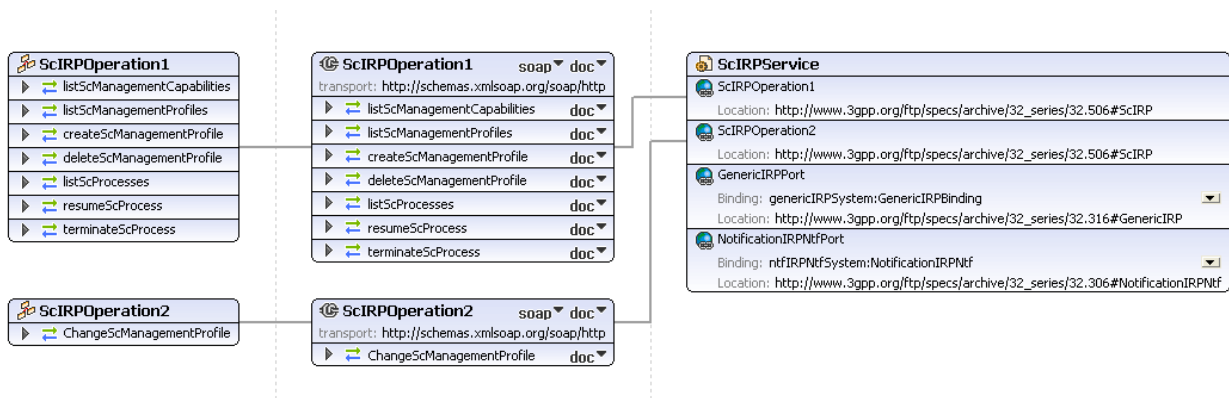 ScIRPOperation1
listScManagementCapabilities
listScManagementProfiles
createScManagementProfile
deleteScManagementProfile
listScProcesses
resumeScProcess
terminateScProcess
ScIRPOperation2
ChangeScManagementProfile
ScIRPOperation1 soap doc
transport: http://schemas.xmlsoap.org/soap/http
listScManagementCapabilities doc
listScManagementProfiles doc
createScManagementProfile doc
deleteScManagementProfile doc
listScProcesses doc
resumeScProcess doc
terminateScProcess doc
ScIRPOperation2 soap doc
transport: http://schemas.xmlsoap.org/soap/http
ChangeScManagementProfile doc
ScIRPService
ScIRPOperation1
Location: http://www.3gpp.org/ftp/specs/archive/32_series/32.506#ScIRP
ScIRPOperation2
Location: http://www.3gpp.org/ftp/specs/archive/32_series/32.506#ScIRP
GenericIRPPort
Binding: genericIRPSystem:GenericIRPBinding
Location: http://www.3gpp.org/ftp/specs/archive/32_series/32.316#GenericIRP
NotificationIRPNtfPort
Binding: ntfIRPNtfSystem:NotificationIRPNtf
Location: http://www.3gpp.org/ftp/specs/archive/32_series/32.306#NotificationIRPNtf